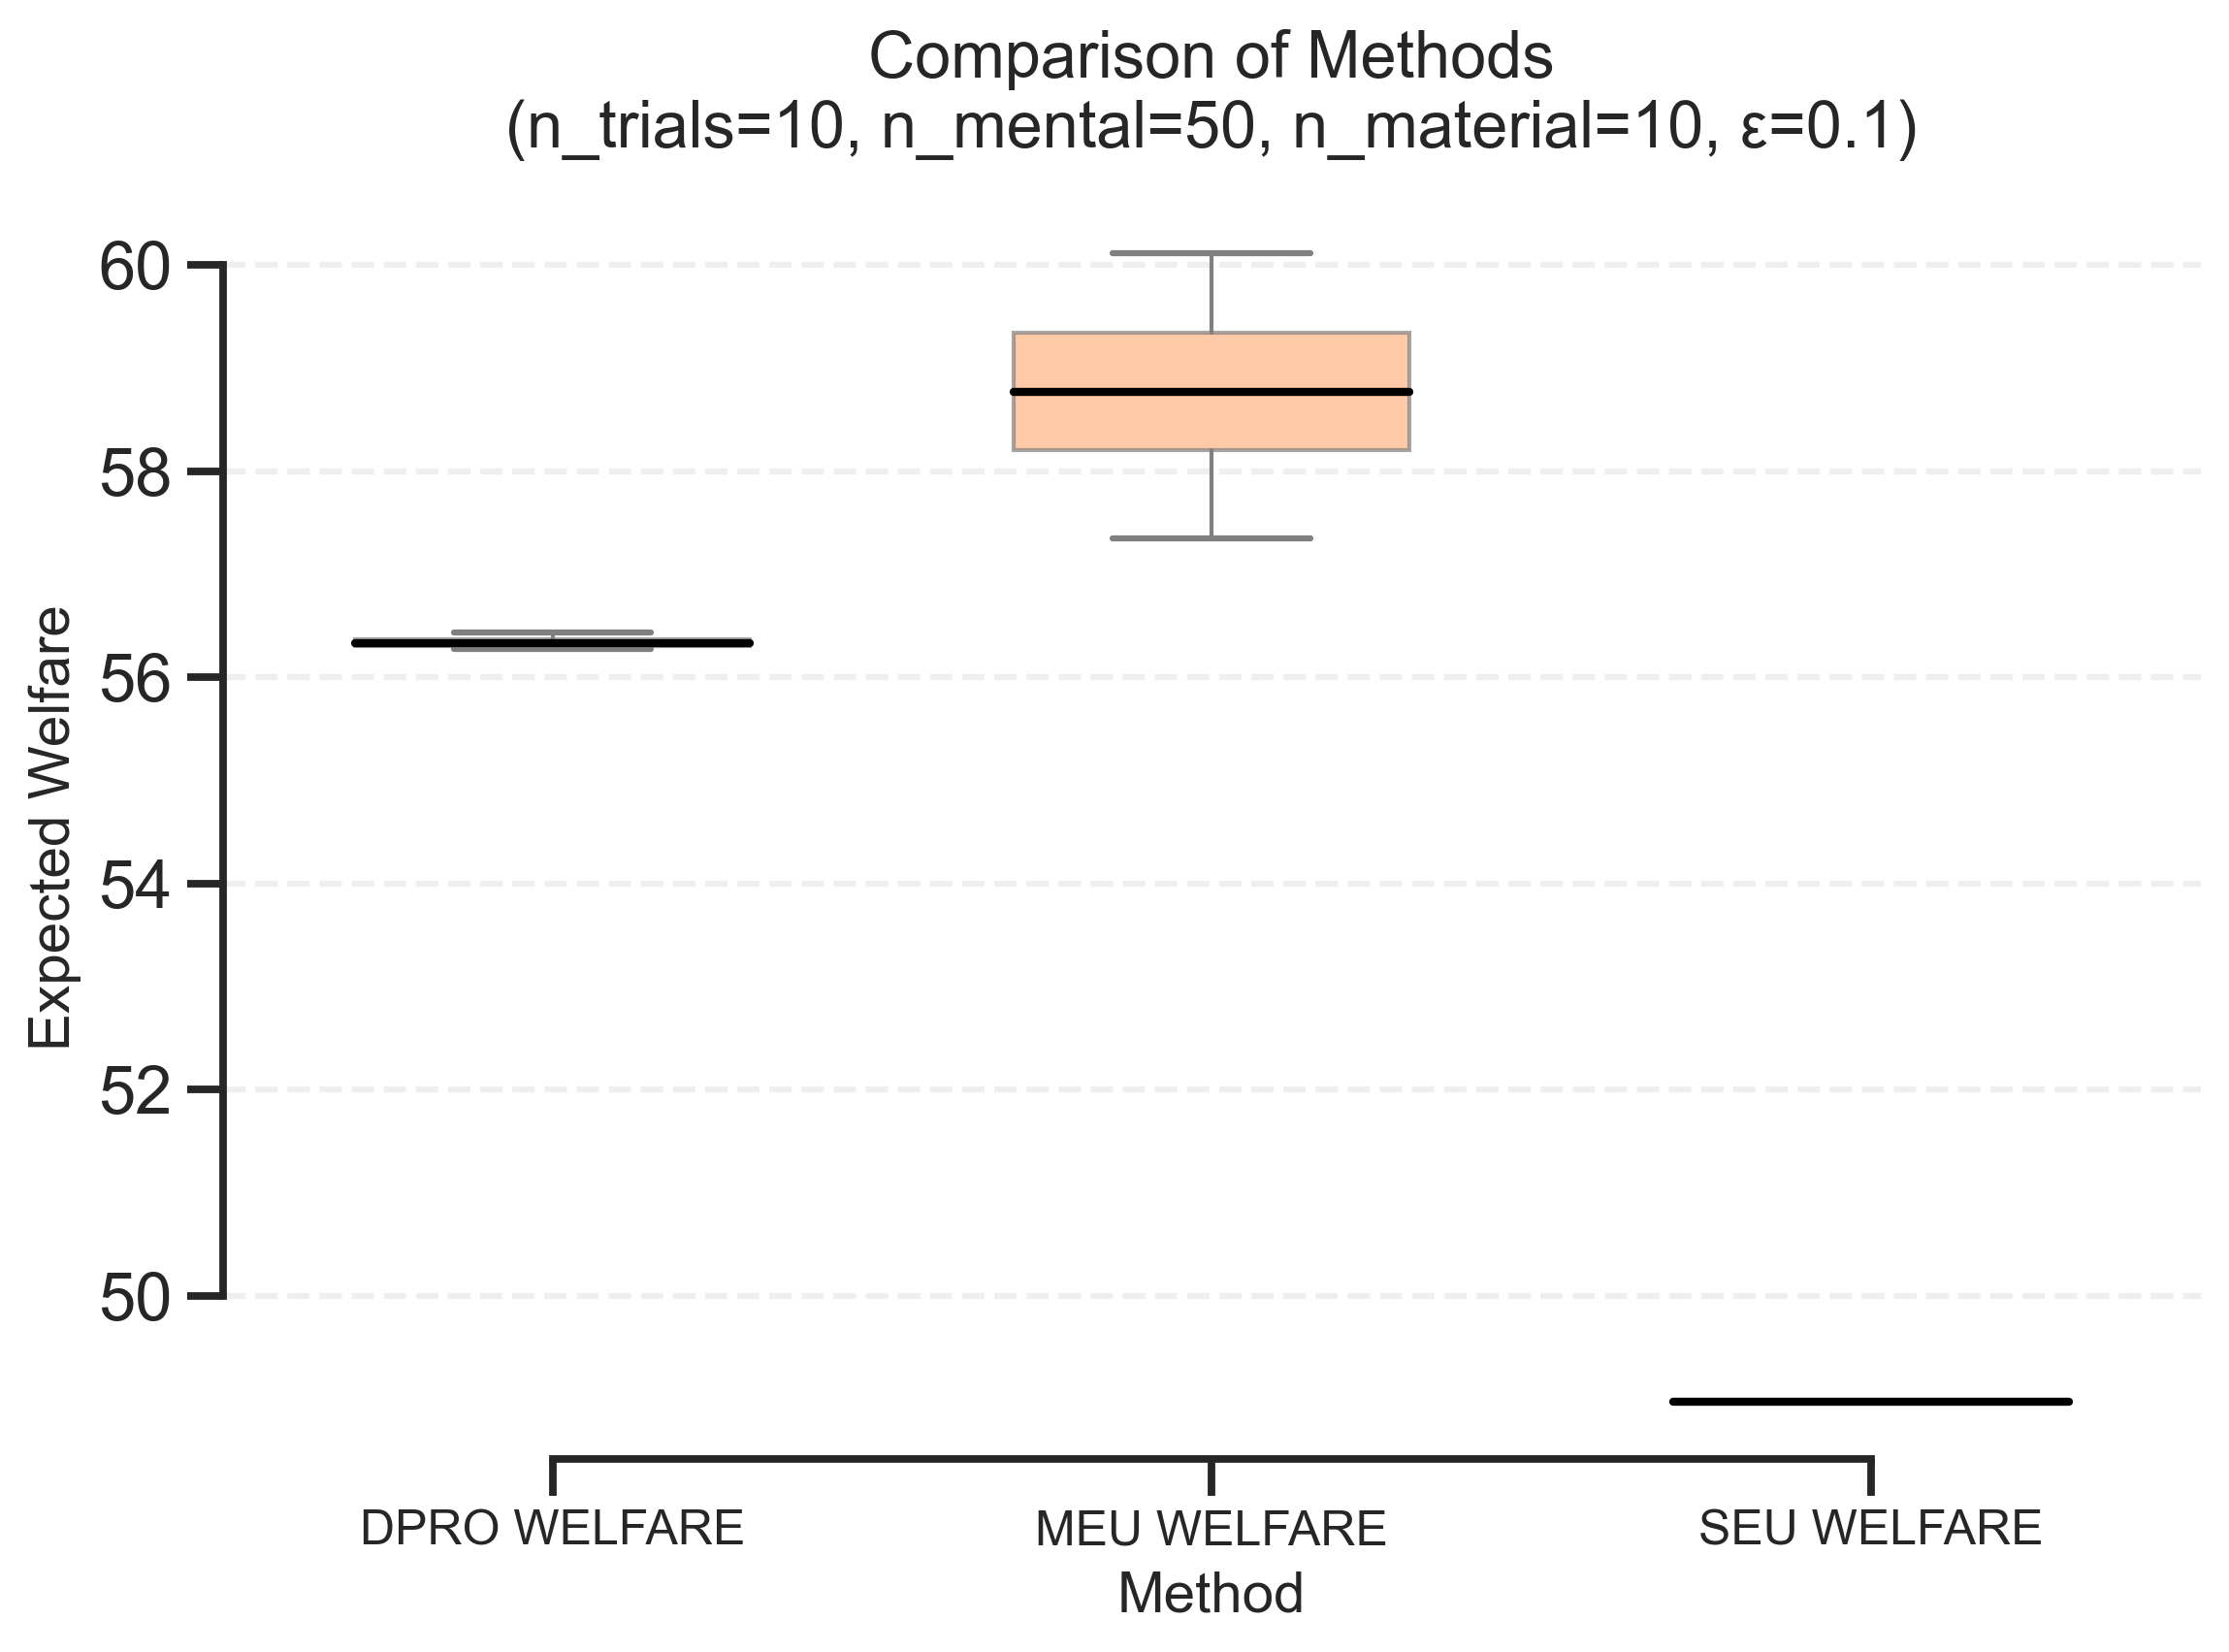 Comparison of Methods
(n_trials=10, n_mental=50, n_material=10, ε=0.1)
60
58
56
54
52
50
Expected Welfare
DPRO WELFARE
MEU WELFARE
SEU WELFARE
Method